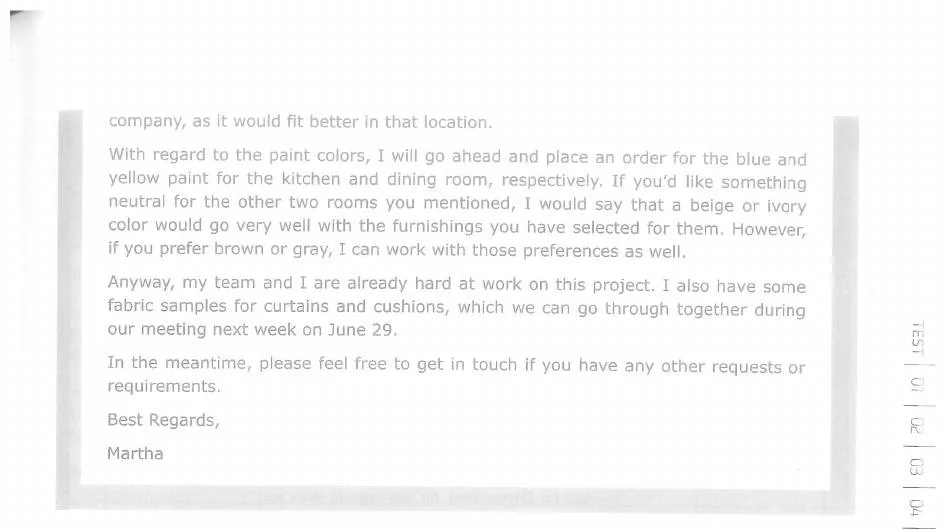 company, as it would fit better in that location.
With regard to the paint colors, I will go ahead and place an order for the blue and
yellow paint for the kitchen and dining room, respectively. If you'd like something
neutral for the other two rooms you mentioned, I would say that a beige or ivory
color would go very well with the furnishings you have selected for them. However,
if you prefer brown or gray, I can work with those preferences as well.
Anyway, my team and I are already hard at work on this project. I also have some
fabric samples for curtains and cushions, which we can go through together during
our meeting next week on June 29.
In the meantime, please feel free to get in touch if you have any other requests or
requirements.
Best Regards,
Martha
TEST | 01 | 02 | 03 | 04 |